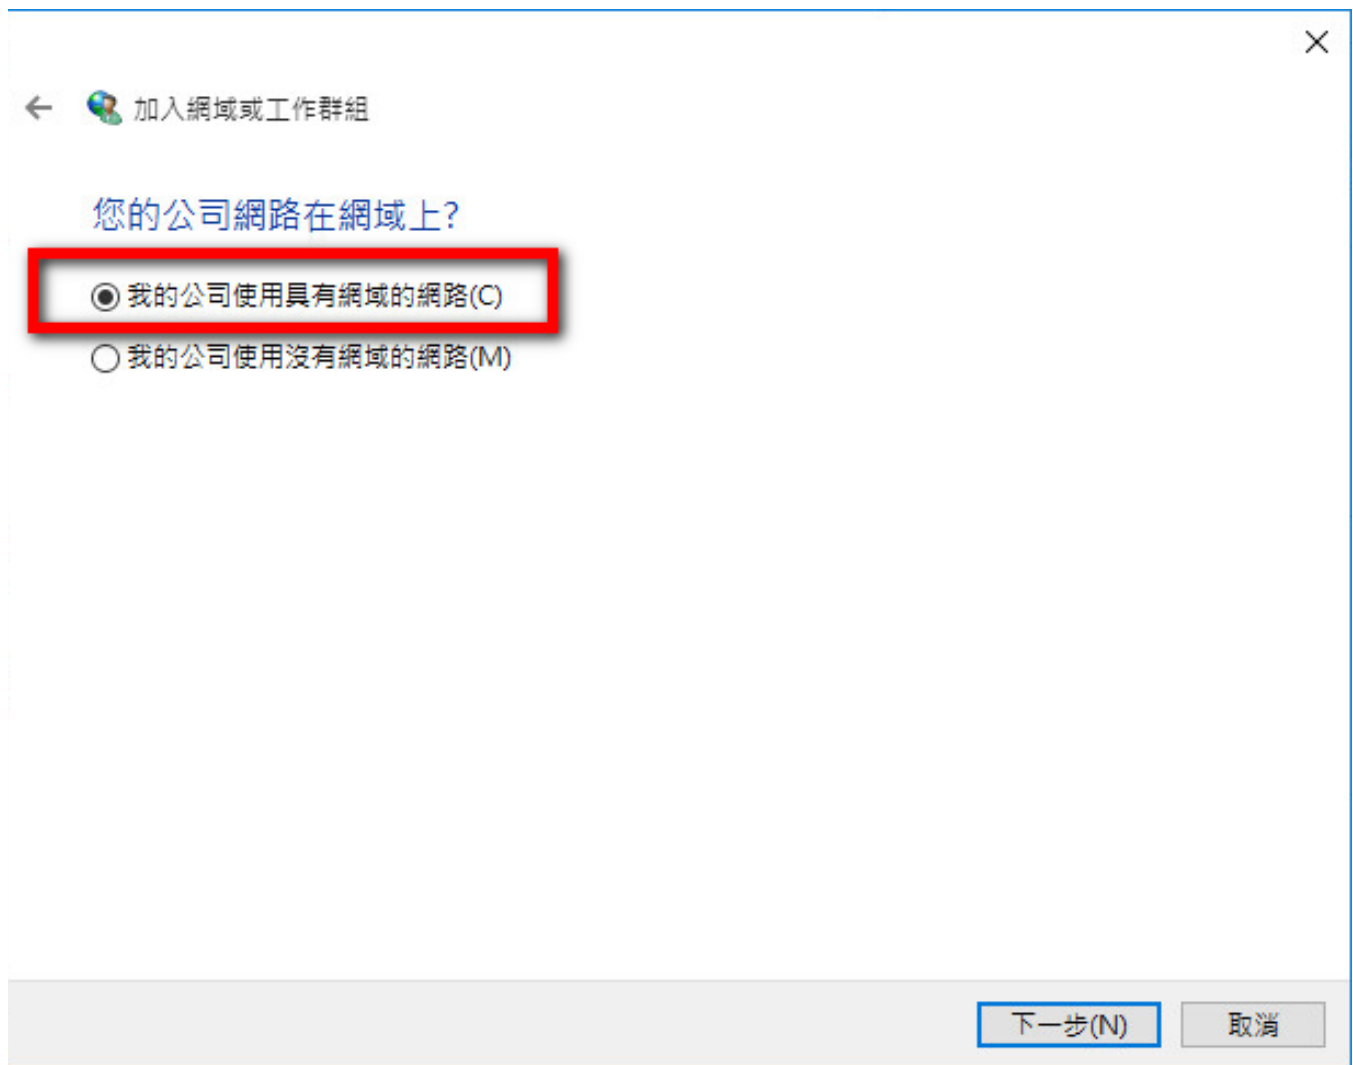 加入網域或工作群組
您的公司網路在網域上?
我的公司使用具有網域的網路(C)
我的公司使用沒有網域的網路(M)
下一步(N)
取消